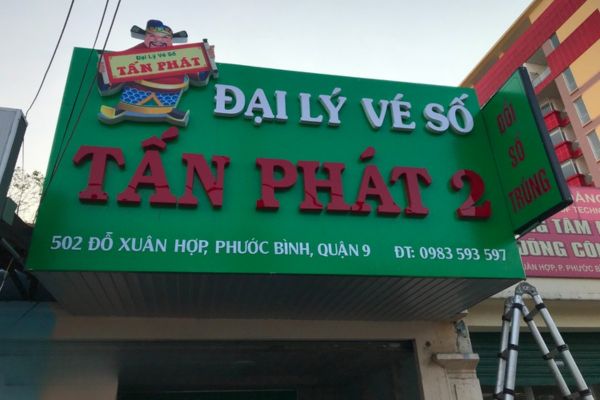 Đại Lý Vé Số
TẤN PHÁT
ĐẠI LÝ VÉ SỐ
TẤN PHÁT 2
502 ĐỖ XUÂN HỢP, PHƯỚC BÌNH, QUẬN 9 ĐT: 0983 593 597
ĐỔI
SỐ
TRÚNG